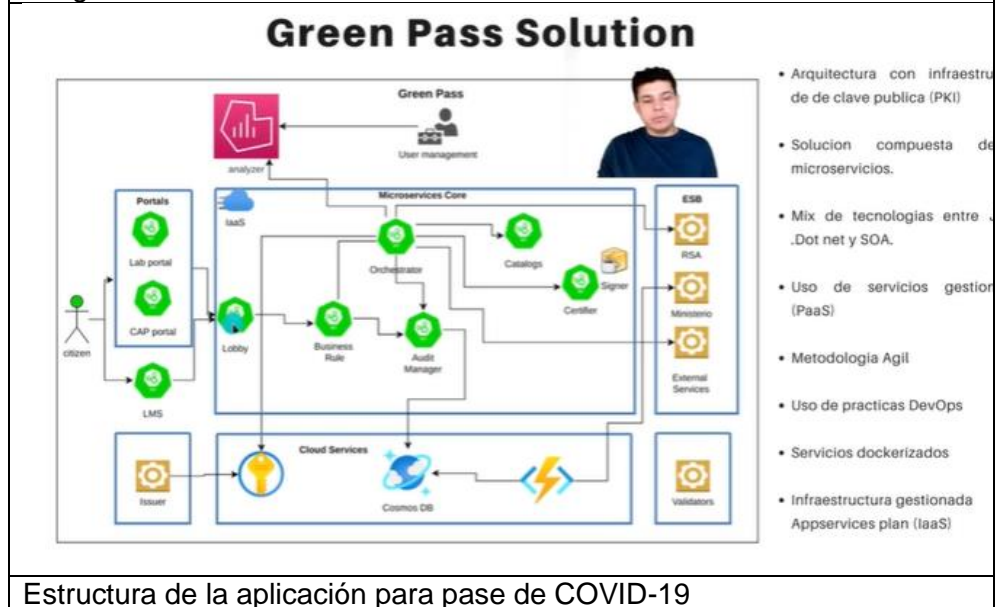 Green Pass Solution
Green Pass
User management
analyzer
Portals
Lab portal
CAP portal
citizen
LMS
IaaS
Microservices Core
Orchestrator
Catalogs
Signer
Certifier
Lobby
Business
Rule
Audit
Manager
ESB
RSA
Ministerio
External
Services
Issuer
Cloud Services
Cosmos DB
Validators
• Arquitectura con infraestru
de de clave publica (PKI)
• Solucion compuesta de
microservicios.
• Mix de tecnologias entre
.Dot net y SOA.
• Uso de servicios gestion
(PaaS)
• Metodologia Agil
• Uso de practicas DevOps
• Servicios dockerizados
• Infraestructura gestionada
Appservices plan (IaaS)
Estructura de la aplicación para pase de COVID-19